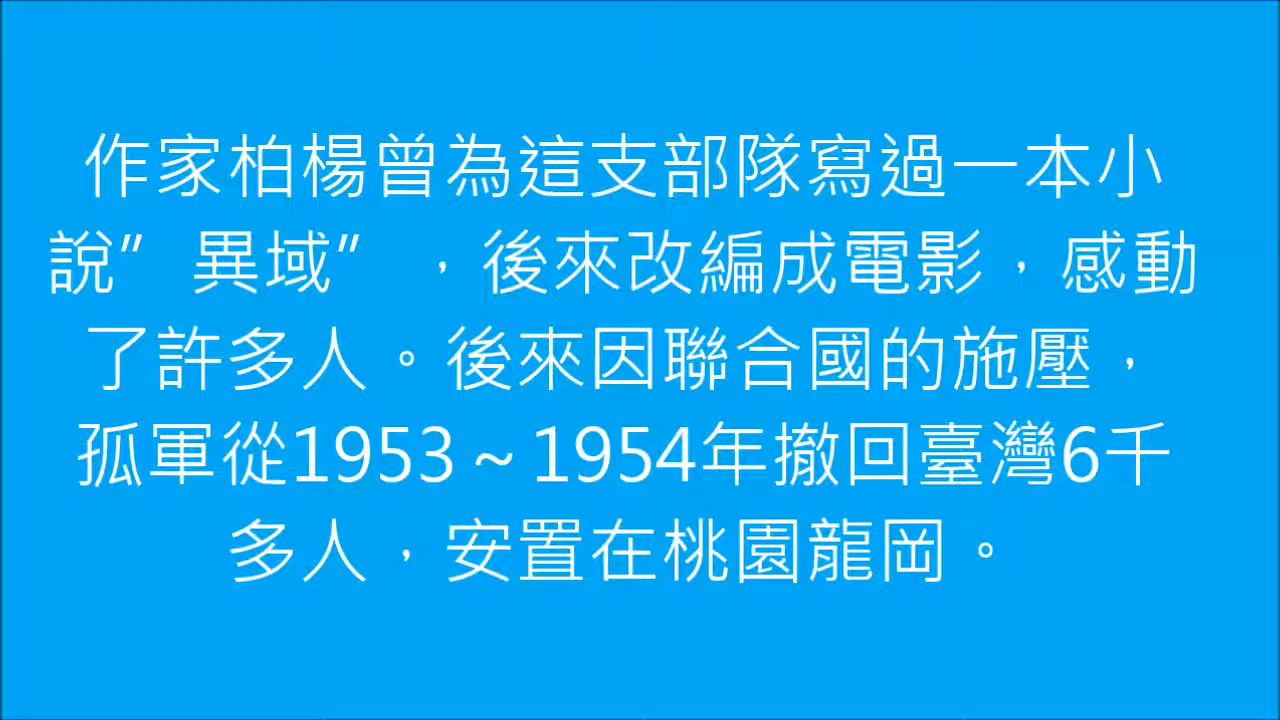 作家柏楊曾為這支部隊寫過一本小
說”異域”,後來改編成電影,感動
了許多人。後來因聯合國的施壓,
孤軍從1953~1954年撤回臺灣6千
多人,安置在桃園龍岡。